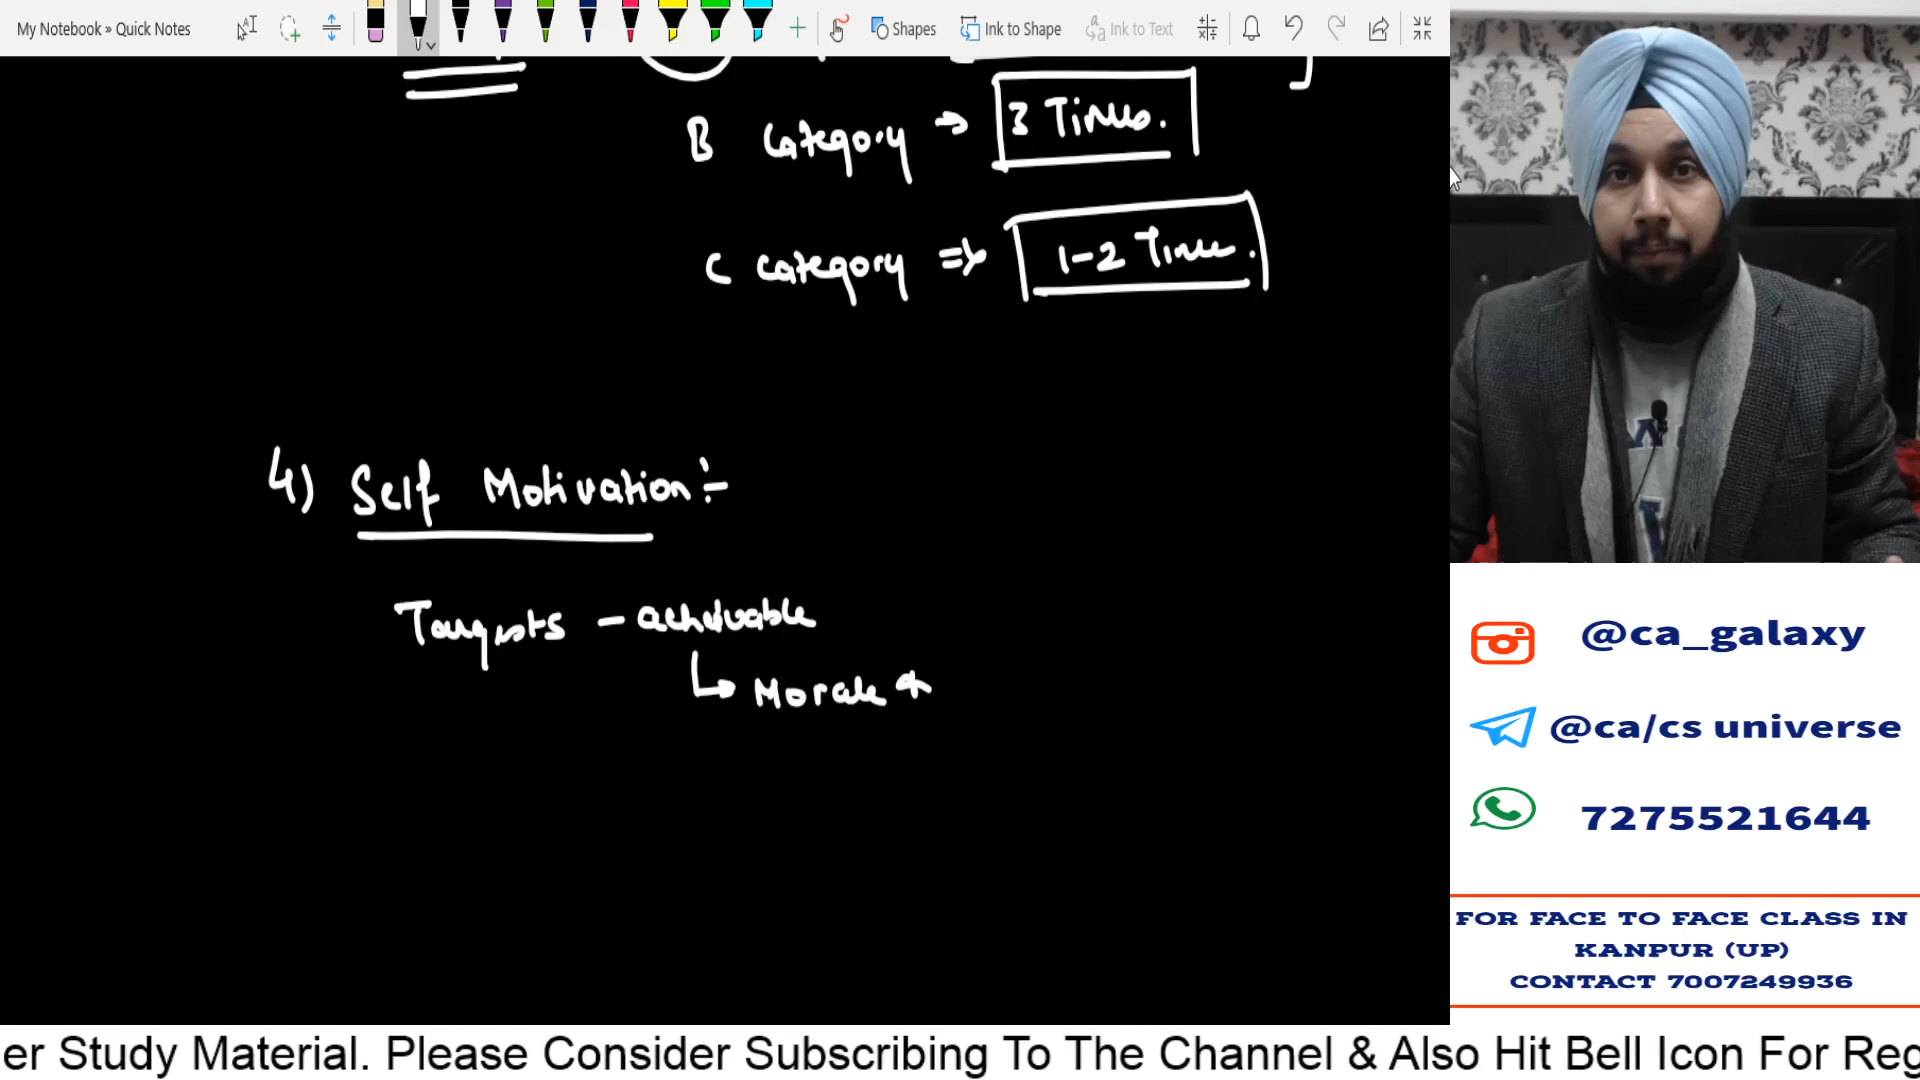 My Notebook » Quick Notes
Shapes
Ink to Shape
Ink to Text
B Category → 3 Times.
C Category ⇒ 1-2 Times.
4) Self Motivation :-
Targets - achievable
↳ Morale ↑
@ca_galaxy
@ca/cs universe
7275521644
FOR FACE TO FACE CLASS IN
KANPUR (UP)
CONTACT 7007249936
er Study Material. Please Consider Subscribing To The Channel & Also Hit Bell Icon For Reg